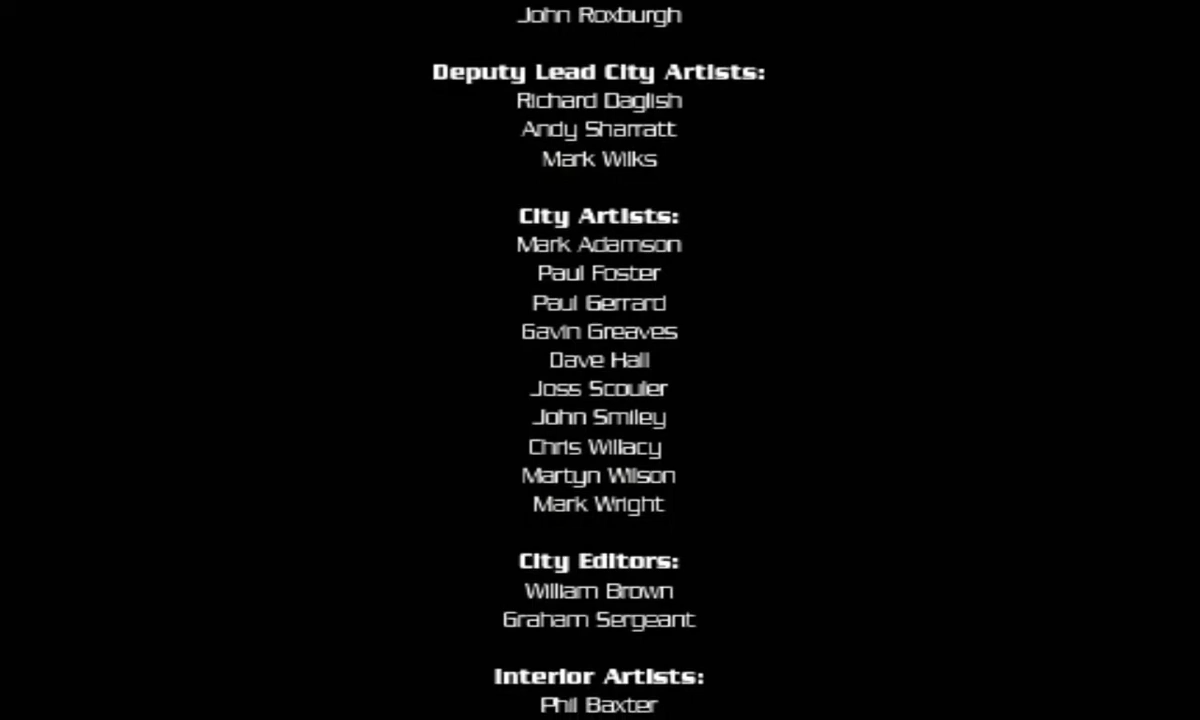 John Roxburgh
Deputy Lead City Artists:
Richard Daglish
Andy Sharratt
Mark Wilks
City Artists:
Mark Adamson
Paul Foster
Paul Gerrard
Gavin Greaves
Dave Hall
Joss Scouler
John Smiley
Chris Willacy
Martyn Wilson
Mark Wright
City Editors:
William Brown
Graham Sergeant
Interior Artists:
Phil Baxter